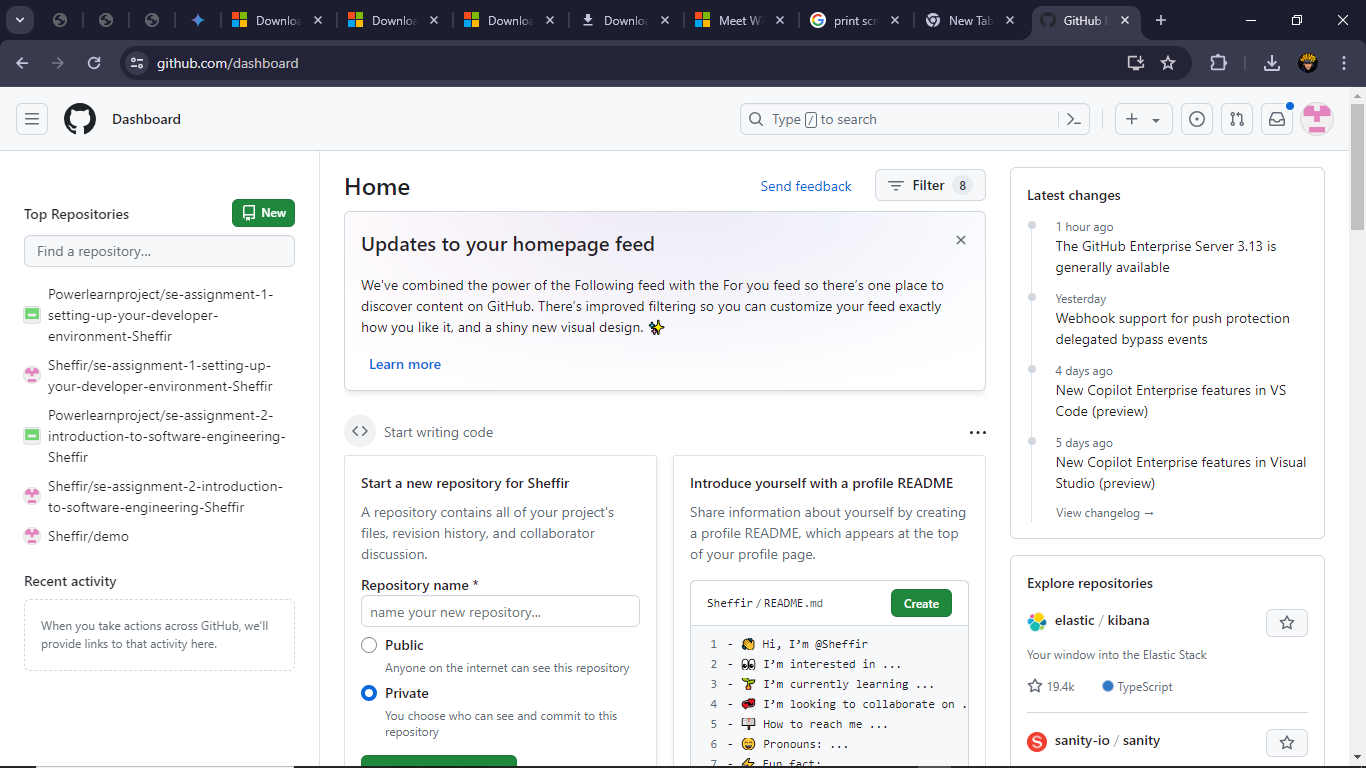 Downloa
Downloa
Downloa
Downloa
Meet Wi
print scr
New Tab
GitHub
github.com/dashboard
Dashboard
Type / to search
Top Repositories
New
Find a repository...
Powerlearnproject/se-assignment-1-
setting-up-your-developer-
environment-Sheffir
Sheffir/se-assignment-1-setting-up-
your-developer-environment-Sheffir
Powerlearnproject/se-assignment-2-
introduction-to-software-engineering-
Sheffir
Sheffir/se-assignment-2-introduction-
to-software-engineering-Sheffir
Sheffir/demo
Recent activity
When you take actions across GitHub, we'll
provide links to that activity here.
Home
Send feedback
Filter 8
Updates to your homepage feed
We've combined the power of the Following feed with the For you feed so there's one place to
discover content on GitHub. There's improved filtering so you can customize your feed exactly
how you like it, and a shiny new visual design. ✨
Learn more
Start writing code
Start a new repository for Sheffir
A repository contains all of your project's
files, revision history, and collaborator
discussion.
Repository name *
name your new repository...
Public
Anyone on the internet can see this repository
Private
You choose who can see and commit to this
repository
Introduce yourself with a profile README
Share information about yourself by creating
a profile README, which appears at the top
of your profile page.
Sheffir / README.md
Create
1 - 👋 Hi, I'm @Sheffir
2 - 👀 I'm interested in ...
3 - 🌱 I'm currently learning ...
4 - 💞️ I'm looking to collaborate on .
5 - 📫 How to reach me ...
6 - 😄 Pronouns: ...
7 - ⚡ Fun fact:
Latest changes
1 hour ago
The GitHub Enterprise Server 3.13 is
generally available
Yesterday
Webhook support for push protection
delegated bypass events
4 days ago
New Copilot Enterprise features in VS
Code (preview)
5 days ago
New Copilot Enterprise features in Visual
Studio (preview)
View changelog →
Explore repositories
elastic / kibana
Your window into the Elastic Stack
19.4k
TypeScript
sanity-io / sanity